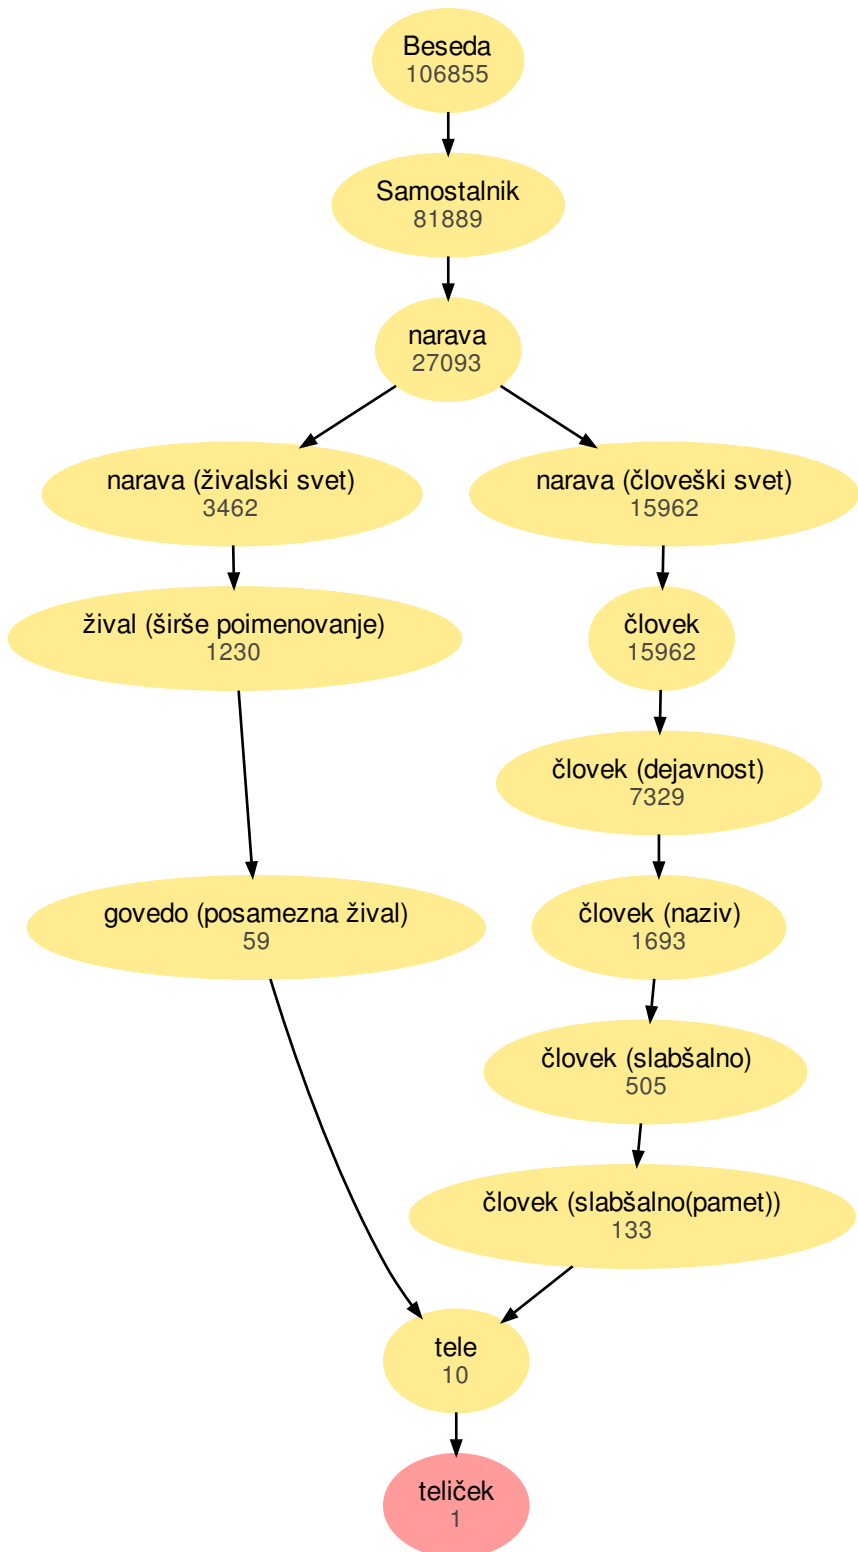 Beseda
106855
Samostalnik
81889
narava
27093
narava (živalski svet)
3462
narava (človeški svet)
15962
žival (širše poimenovanje)
1230
človek
15962
človek (dejavnost)
7329
govedo (posamezna žival)
59
človek (naziv)
1693
človek (slabšalno)
505
človek (slabšalno(pamet))
133
tele
10
teliček
1